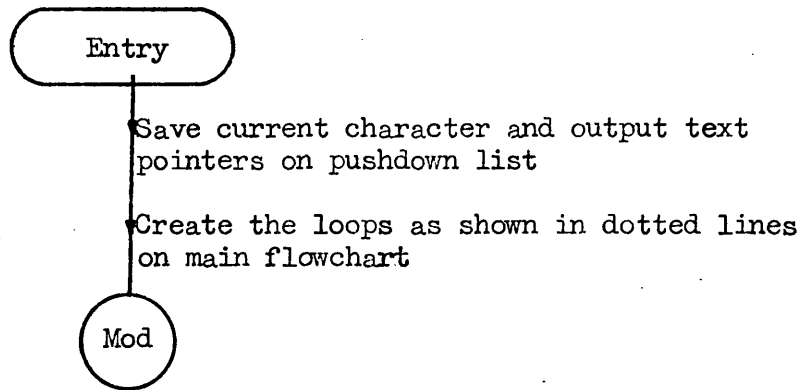 Entry
Save current character and output text
pointers on pushdown list
Create the loops as shown in dotted lines
on main flowchart
Mod